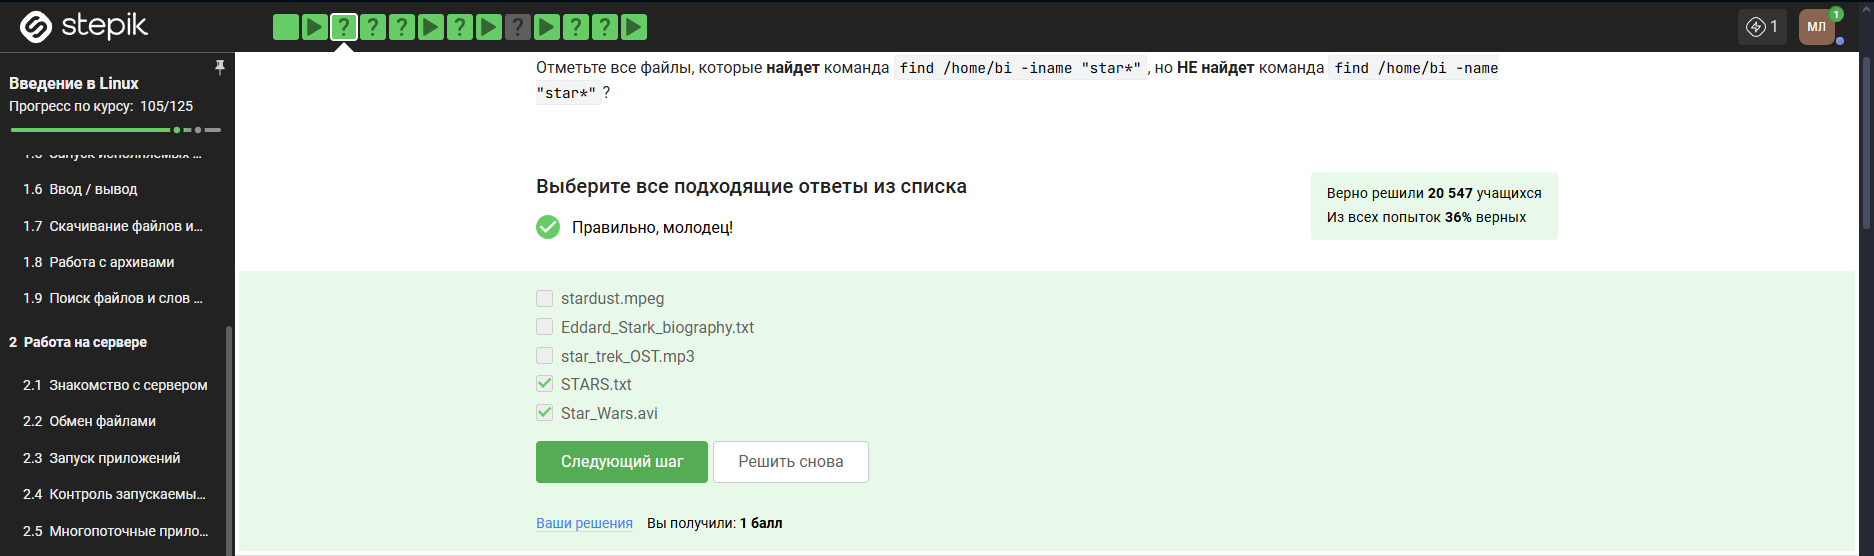 stepik
? ? ? ? ? ? ?
1
МЛ
1
Введение в Linux
Прогресс по курсу: 105/125
1.6 Ввод / вывод
1.7 Скачивание файлов и...
1.8 Работа с архивами
1.9 Поиск файлов и слов ...
2 Работа на сервере
2.1 Знакомство с сервером
2.2 Обмен файлами
2.3 Запуск приложений
2.4 Контроль запускаемы...
2.5 Многопоточные прило...
Отметьте все файлы, которые найдет команда find /home/bi -iname "star*" , но НЕ найдет команда find /home/bi -name
"star*" ?
Выберите все подходящие ответы из списка
Правильно, молодец!
Верно решили 20 547 учащихся
Из всех попыток 36% верных
stardust.mpeg
Eddard_Stark_biography.txt
star_trek_OST.mp3
STARS.txt
Star_Wars.avi
Следующий шаг
Решить снова
Ваши решения Вы получили: 1 балл